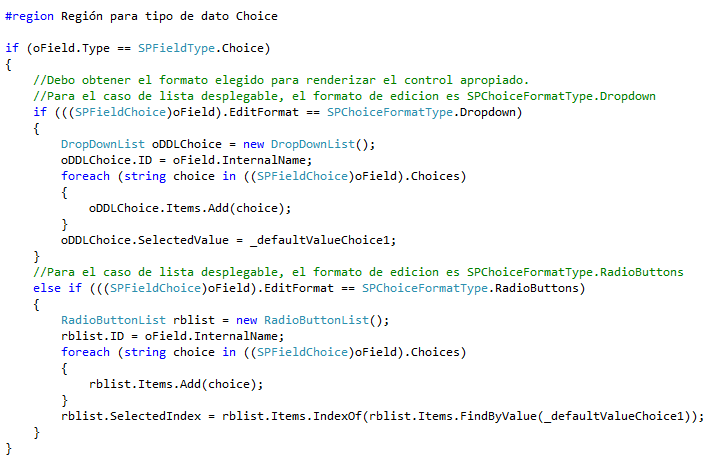 #region Región para tipo de dato Choice

if (oField.Type == SPFieldType.Choice)
{
    //Debo obtener el formato elegido para renderizar el control apropiado.
    //Para el caso de lista desplegable, el formato de edicion es SPChoiceFormatType.Dropdown
    if (((SPFieldChoice)oField).EditFormat == SPChoiceFormatType.Dropdown)
    {
        DropDownList oDDLChoice = new DropDownList();
        oDDLChoice.ID = oField.InternalName;
        foreach (string choice in ((SPFieldChoice)oField).Choices)
        {
            oDDLChoice.Items.Add(choice);
        }
        oDDLChoice.SelectedValue = _defaultValueChoice1;
    }
    //Para el caso de lista desplegable, el formato de edicion es SPChoiceFormatType.RadioButtons
    else if (((SPFieldChoice)oField).EditFormat == SPChoiceFormatType.RadioButtons)
    {
        RadioButtonList rblist = new RadioButtonList();
        rblist.ID = oField.InternalName;
        foreach (string choice in ((SPFieldChoice)oField).Choices)
        {
            rblist.Items.Add(choice);
        }
        rblist.SelectedIndex = rblist.Items.IndexOf(rblist.Items.FindByValue(_defaultValueChoice1));
    }
}